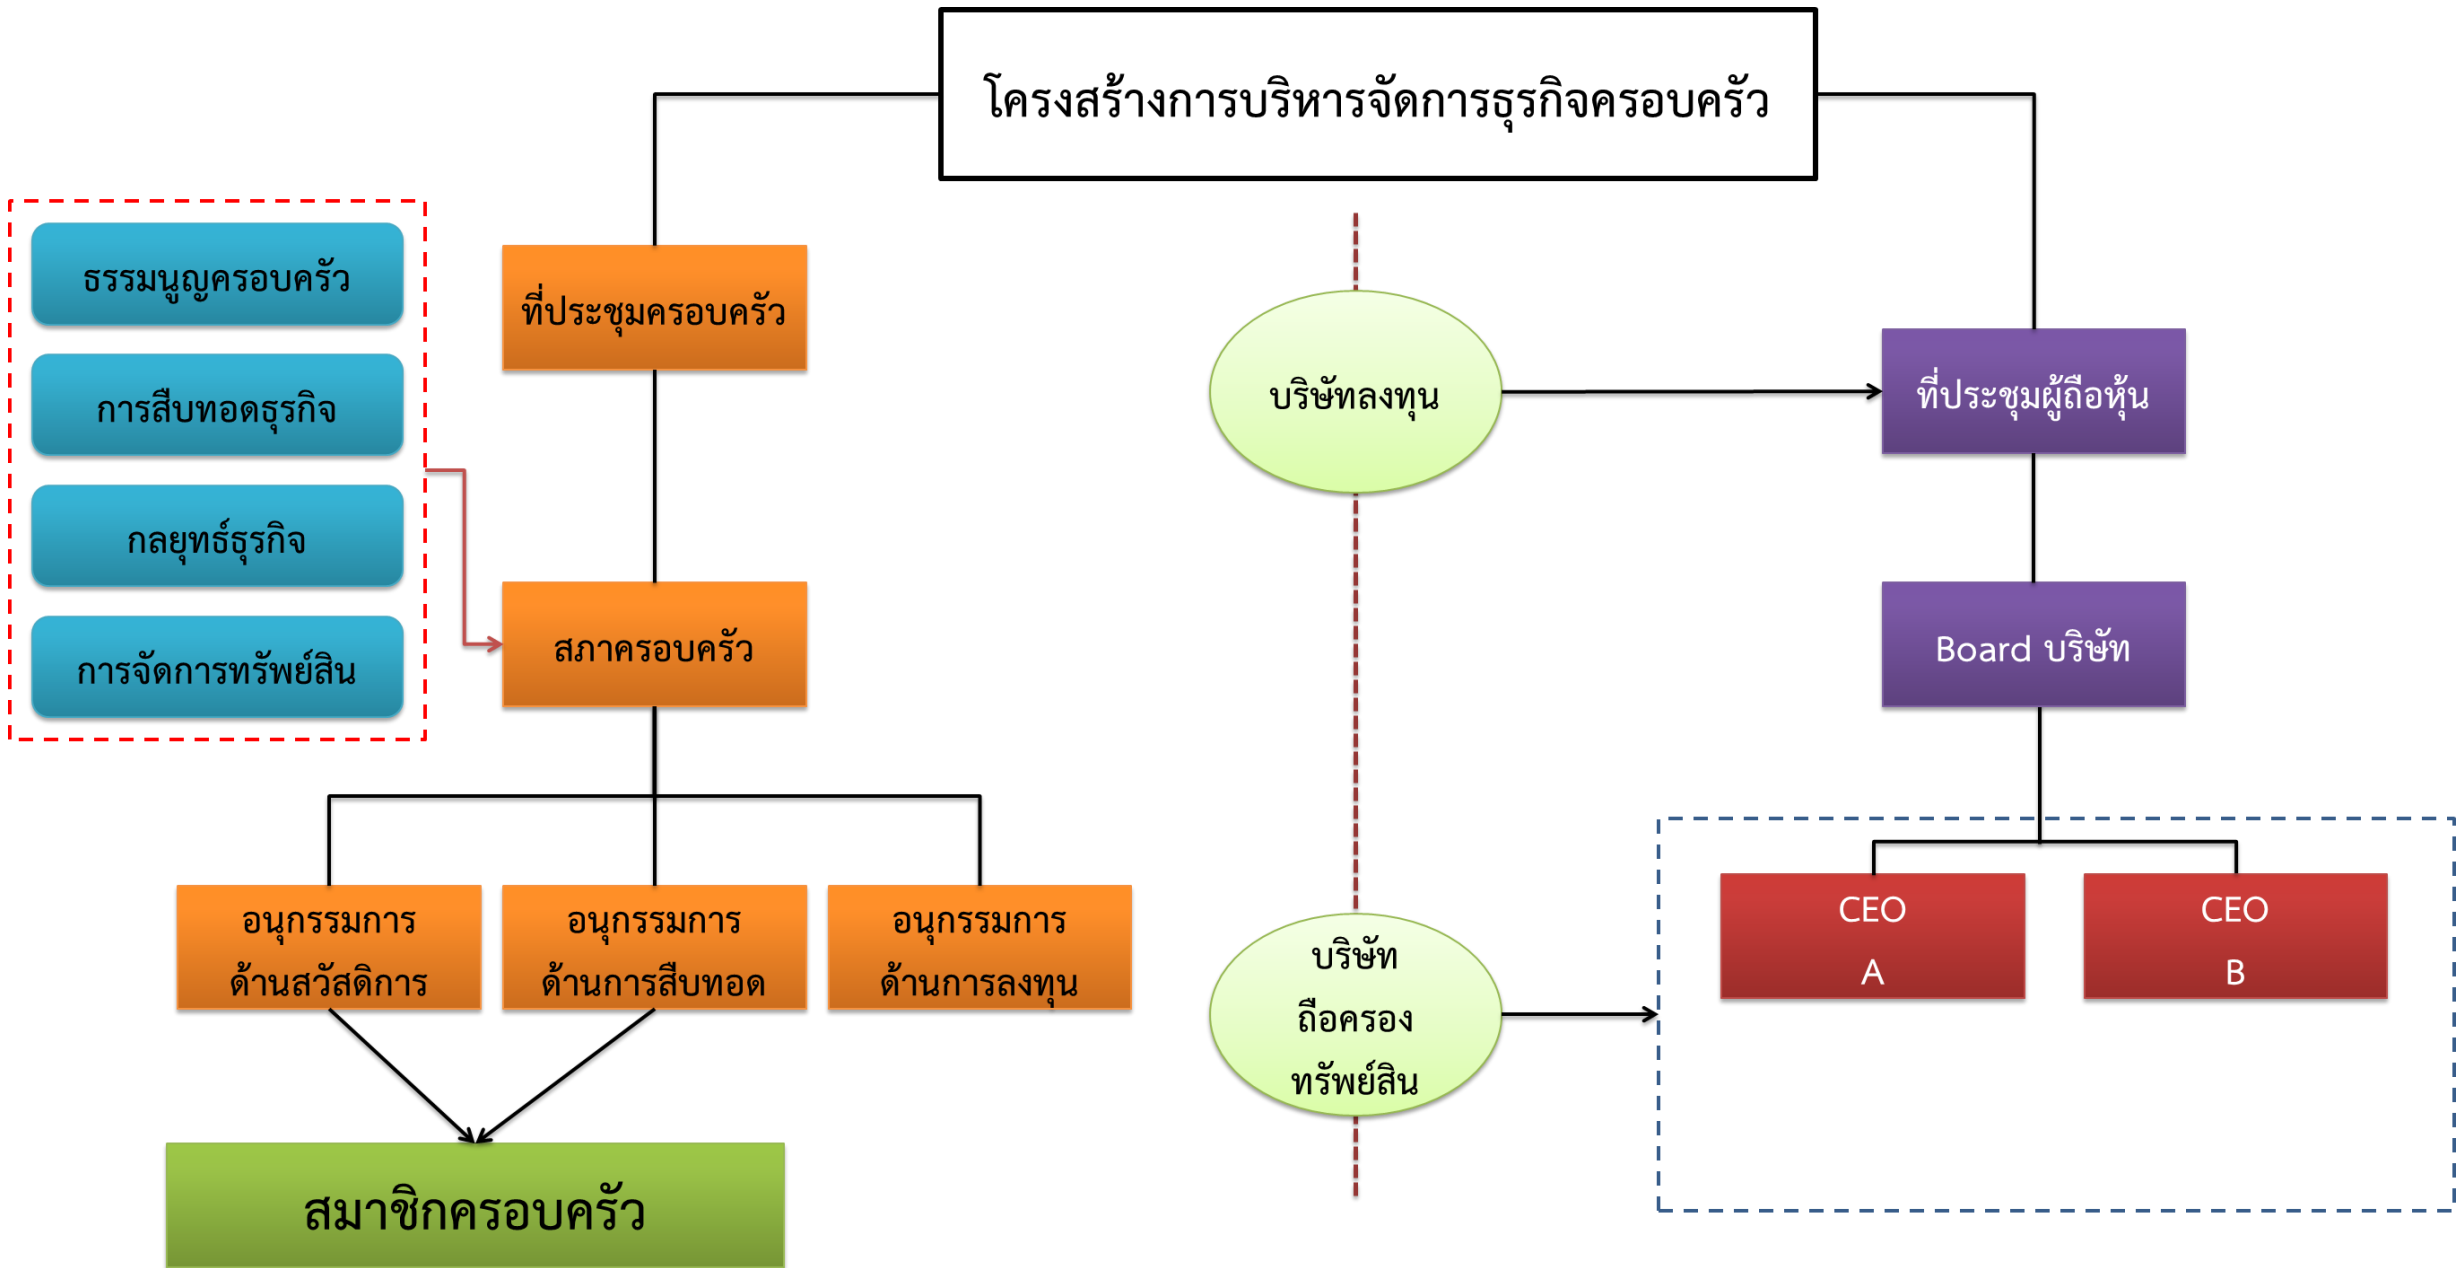 โครงสร้างการบริหารจัดการธุรกิจครอบครัว
ธรรมนูญครอบครัว
การสืบทอดธุรกิจ
กลยุทธ์ธุรกิจ
การจัดการทรัพย์สิน
ที่ประชุมครอบครัว
สภาครอบครัว
อนุกรรมการ
ด้านสวัสดิการ
อนุกรรมการ
ด้านการสืบทอด
อนุกรรมการ
ด้านการลงทุน
สมาชิกครอบครัว
บริษัทลงทุน
บริษัท
ถือครอง
ทรัพย์สิน
ที่ประชุมผู้ถือหุ้น
Board บริษัท
CEO
A
CEO
B